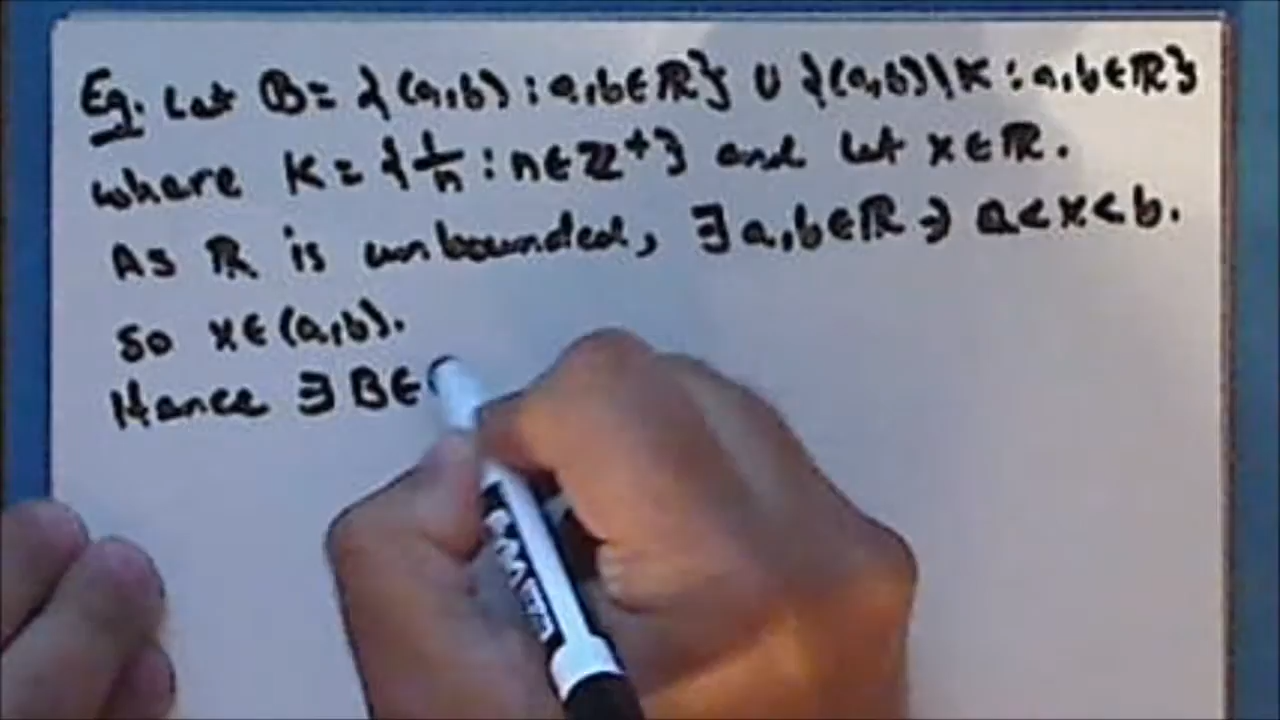 Eg. Let B = {(a,b) : a,b∈ℝ} ∪ {(a,b)\K : a,b∈ℝ}
where K = {1/n : n∈ℤ⁺} and let x∈ℝ.
As ℝ is unbounded, ∃ a,b∈ℝ ∋ a<x<b.
So x∈(a,b).
Hence ∃ B∈